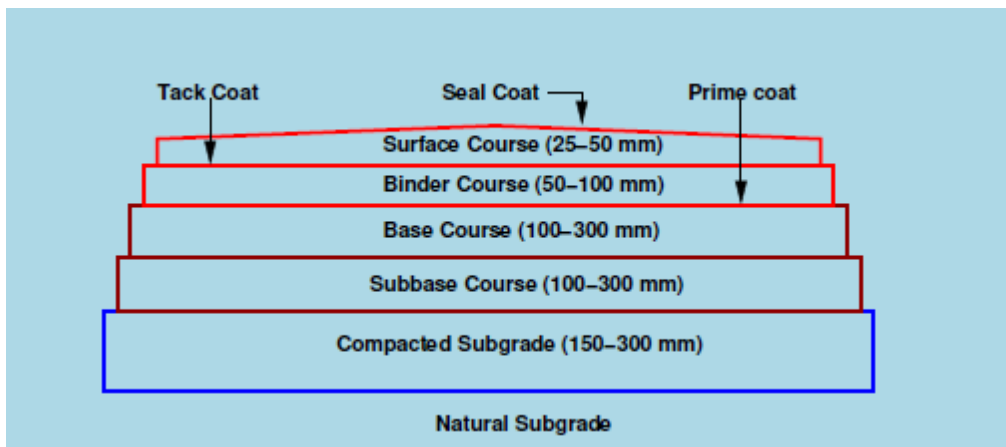 Tack Coat
Seal Coat
Prime coat
Surface Course (25–50 mm)
Binder Course (50–100 mm)
Base Course (100–300 mm)
Subbase Course (100–300 mm)
Compacted Subgrade (150–300 mm)
Natural Subgrade